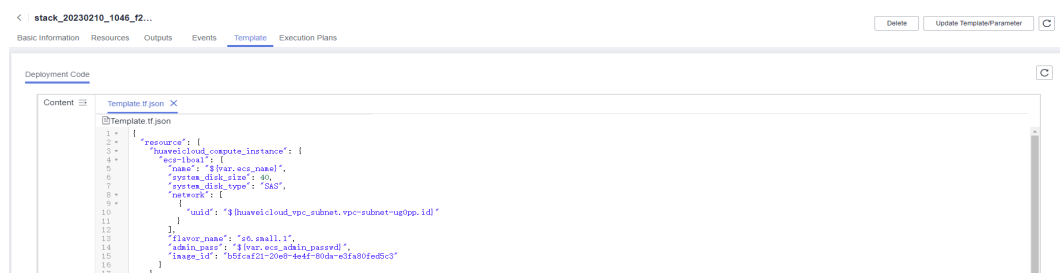 stack_20230210_1046_f2...
Delete
Update Template/Parameter
Basic Information Resources Outputs Events Template Execution Plans
Deployment Code
Content
Template.tf.json
Template.tf.json
1 {
2 "resource": {
3 "huaweicloud_compute_instance": {
4 "ecs-1boa1": {
5 "name": "${var.ecs_name}",
6 "system_disk_size": 40,
7 "system_disk_type": "SAS",
8 "network": [
9 {
10 "uuid": "${huaweicloud_vpc_subnet.vpc-subnet-ug0pp.id}"
11 }
12 ],
13 "flavor_name": "s6.small.1",
14 "admin_pass": "${var.ecs_admin_passwd}",
15 "image_id": "b5fcaf21-20e8-4e4f-80da-e3fa80fed5c3"
16 }